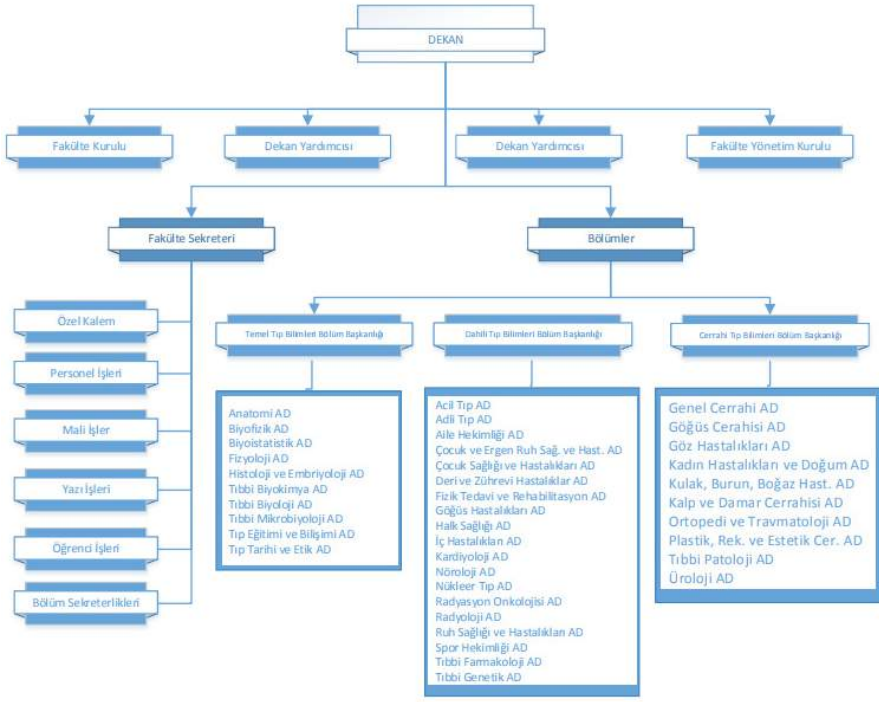 DEKAN
Fakülte Kurulu
Dekan Yardımcısı
Dekan Yardımcısı
Fakülte Yönetim Kurulu
Fakülte Sekreteri
Bölümler
Özel Kalem
Personel İşleri
Mali İşler
Yazı İşleri
Öğrenci İşleri
Bölüm Sekreterlikleri
Temel Tıp Bilimleri Bölüm Başkanlığı
Anatomi AD
Biyofizik AD
Biyoistatistik AD
Fizyoloji AD
Histoloji ve Embriyoloji AD
Tıbbi Biyokimya AD
Tıbbi Biyoloji AD
Tıbbi Mikrobiyoloji AD
Tıp Eğitimi ve Bilişimi AD
Tıp Tarihi ve Etik AD
Dahili Tıp Bilimleri Bölüm Başkanlığı
Acil Tıp AD
Adli Tıp AD
Aile Hekimliği AD
Çocuk ve Ergen Ruh Sağ. ve Hast. AD
Çocuk Sağlığı ve Hastalıkları AD
Deri ve Zührevi Hastalıklar AD
Fizik Tedavi ve Rehabilitasyon AD
Göğüs Hastalıkları AD
Halk Sağlığı AD
İç Hastalıkları AD
Kardiyoloji AD
Nöroloji AD
Nükleer Tıp AD
Radyasyon Onkolojisi AD
Radyoloji AD
Ruh Sağlığı ve Hastalıkları AD
Spor Hekimliği AD
Tıbbi Farmakoloji AD
Tıbbi Genetik AD
Cerrahi Tıp Bilimleri Bölüm Başkanlığı
Genel Cerrahi AD
Göğüs Cerahisi AD
Göz Hastalıkları AD
Kadın Hastalıkları ve Doğum AD
Kulak, Burun, Boğaz Hast. AD
Kalp ve Damar Cerrahisi AD
Ortopedi ve Travmatoloji AD
Plastik, Rek. ve Estetik Cer. AD
Tıbbi Patoloji AD
Üroloji AD